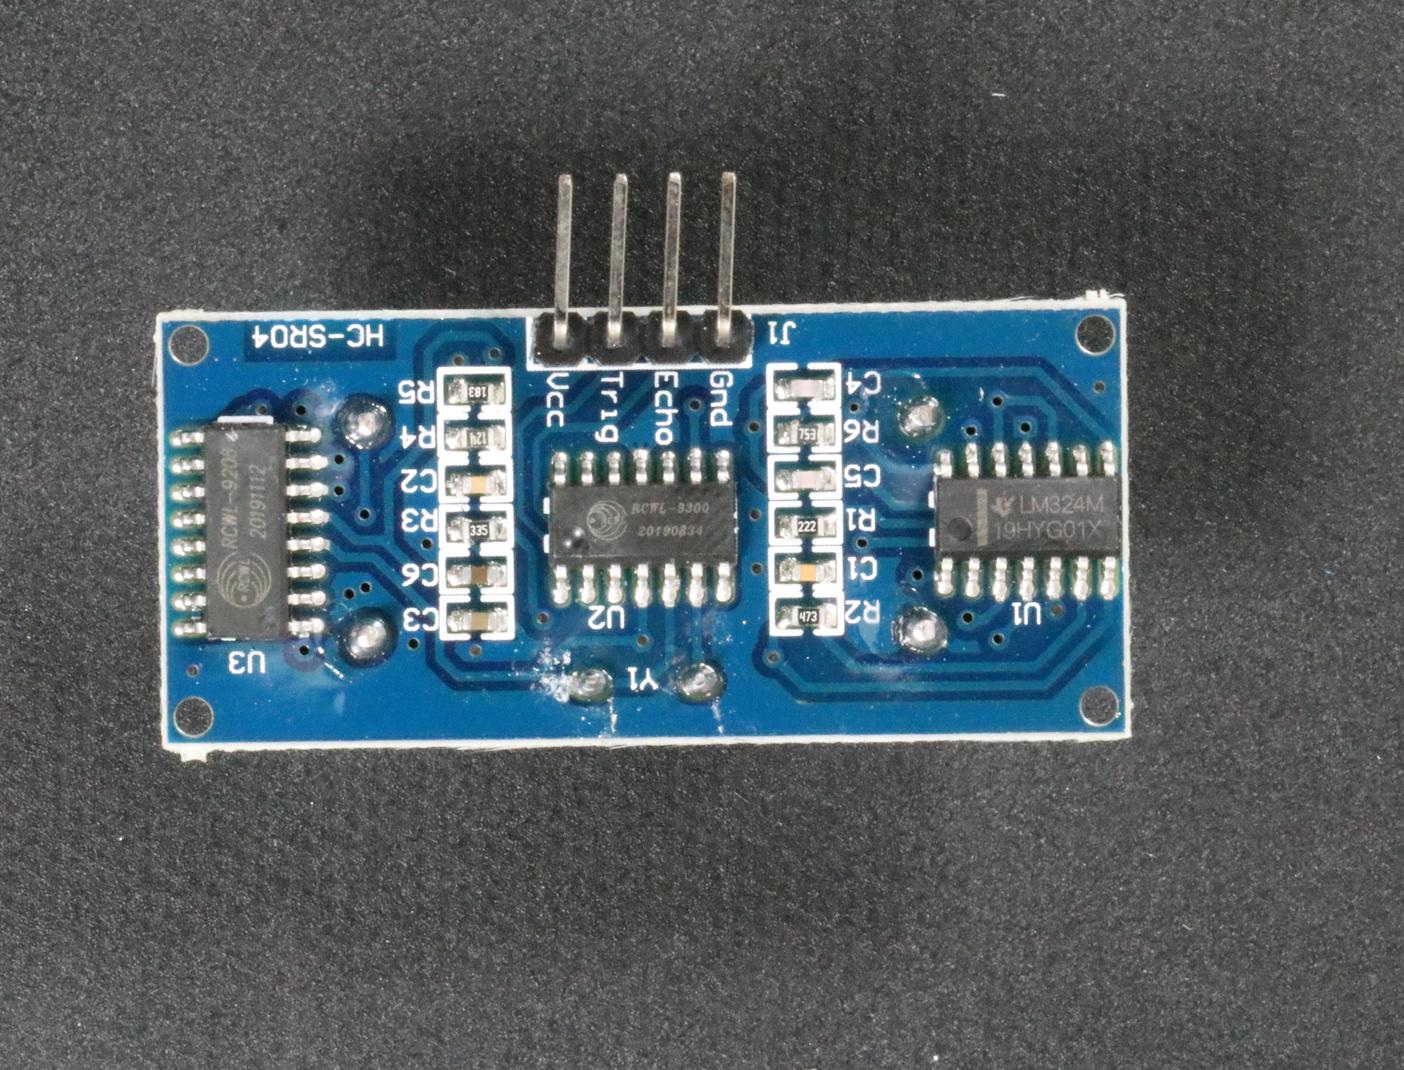 HC-SR04
J1
Vcc
Trig
Echo
Gnd
R5
183
R4
124
C2
R3
335
C6
C3
C4
R6
753
C5
R1
222
C1
R2
473
RCWL-9206
20191112
U3
RCWL-9300
20190834
U2
LM324M
19HYG01X
U1
Y1